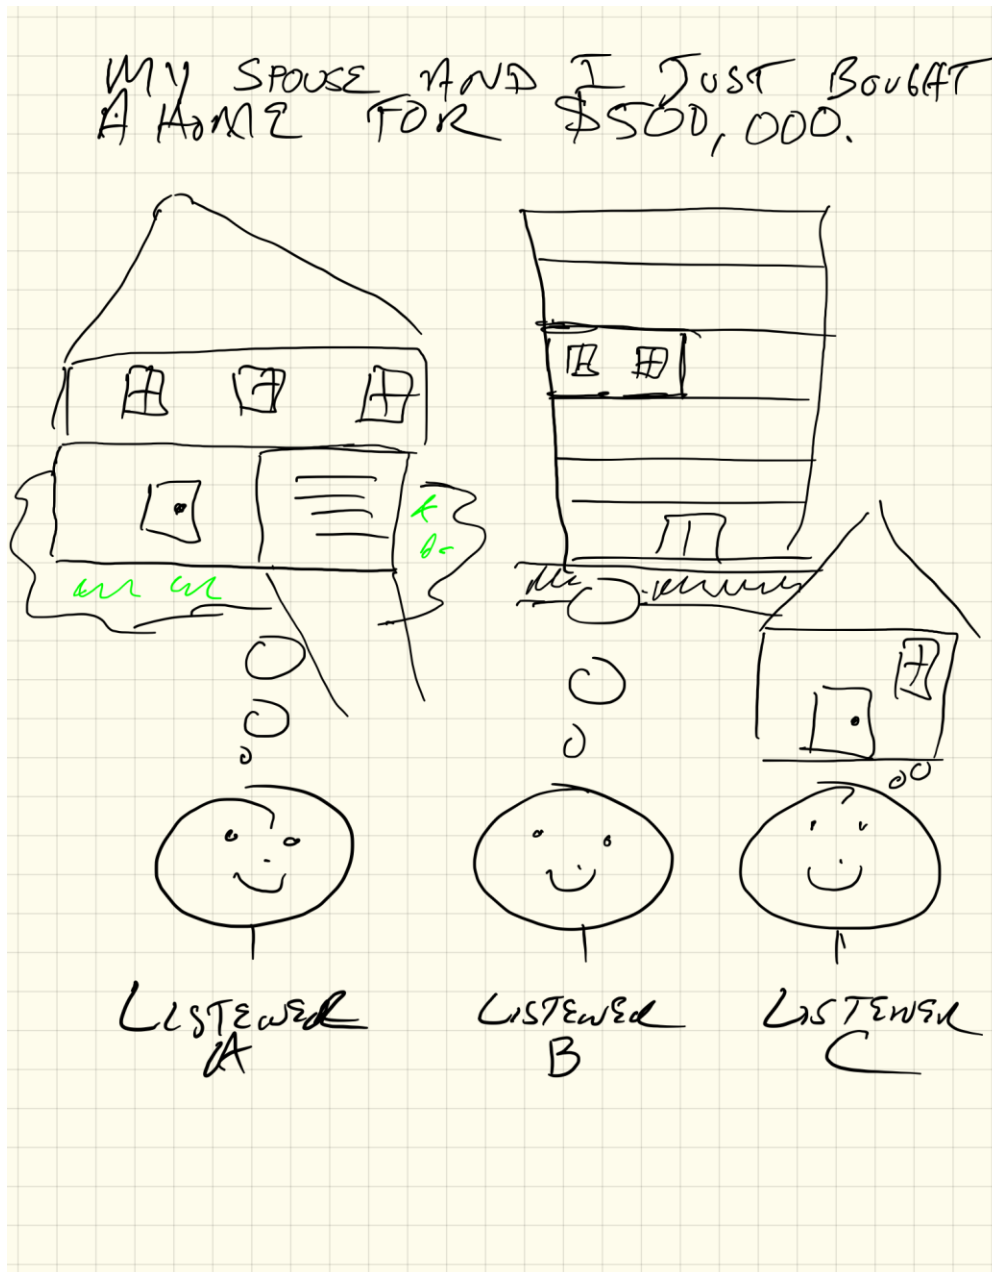 MY SPOUSE AND I JUST BOUGHT
A HOME FOR $500,000.
LISTENER LISTENER LISTENER
A B C